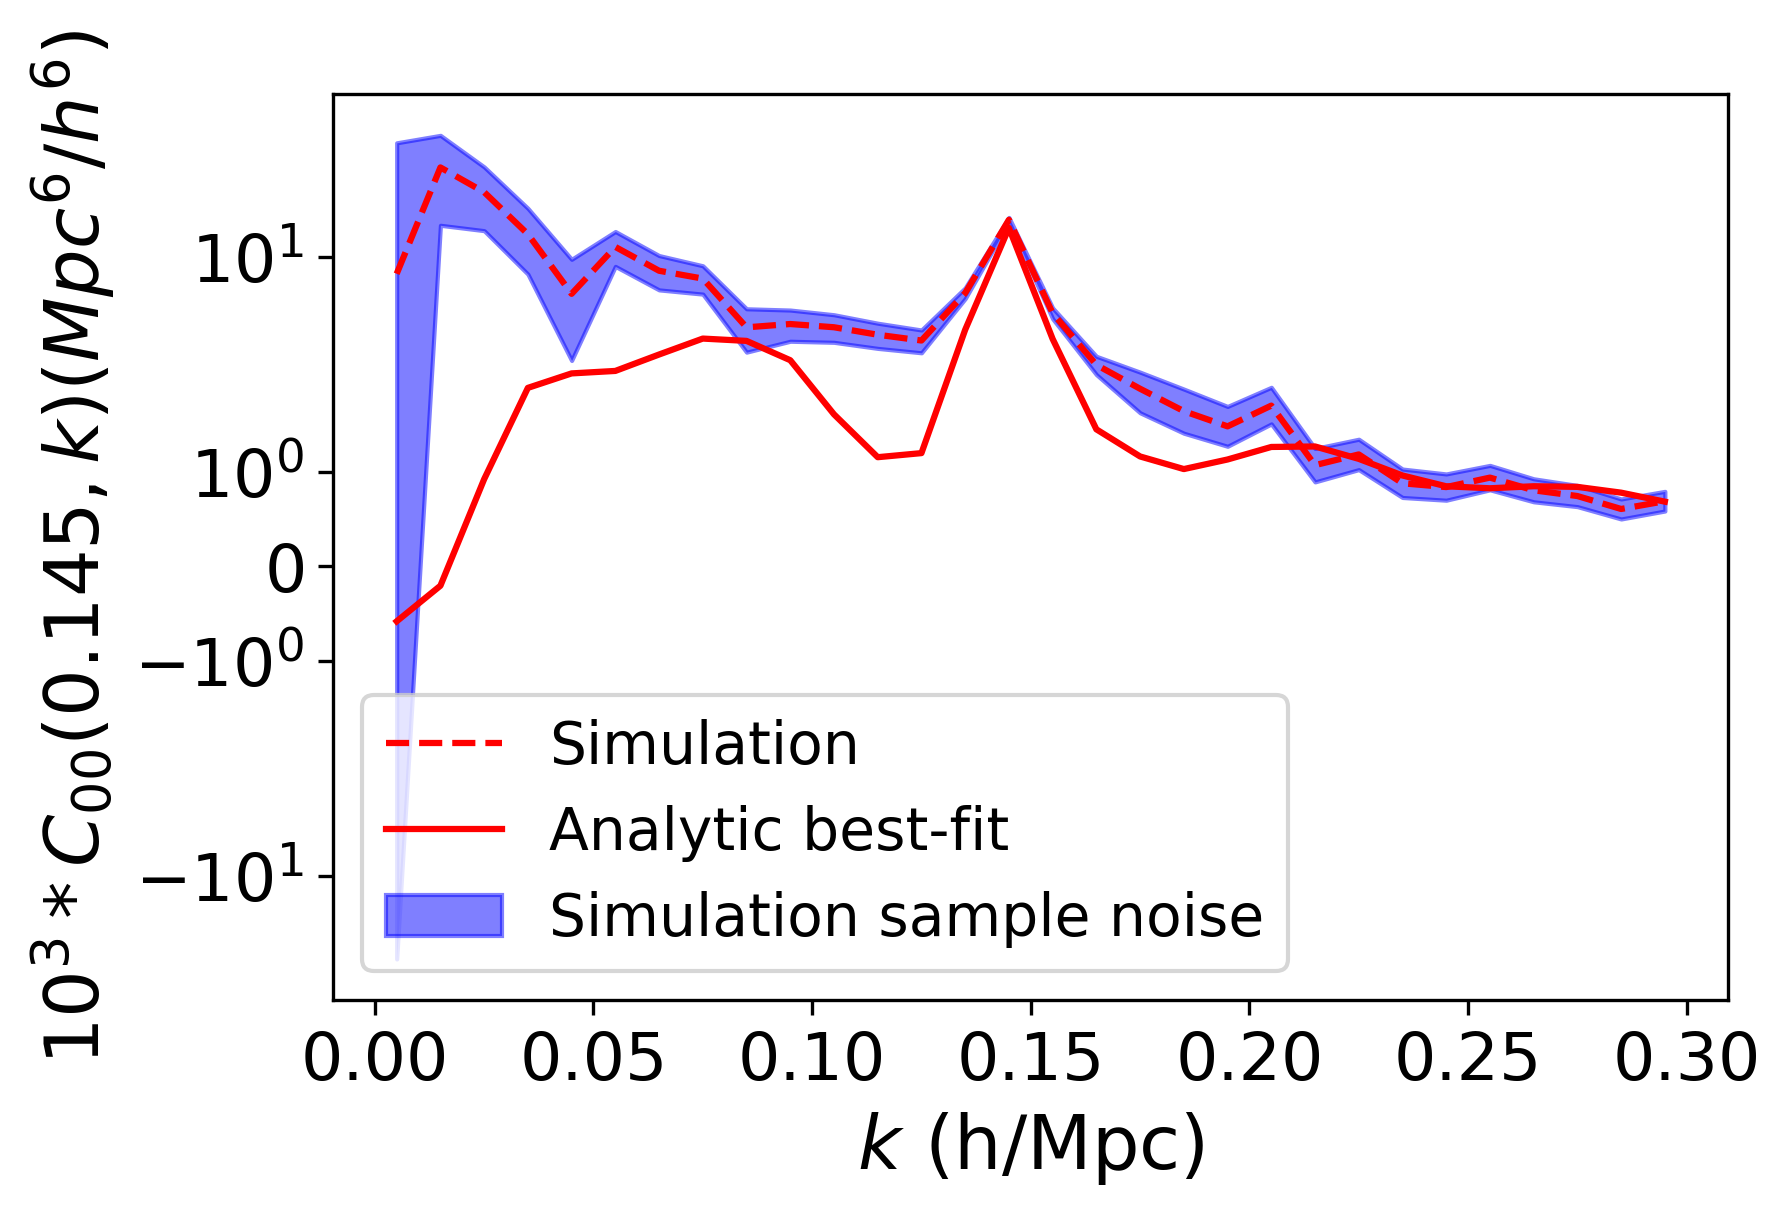 10³ * C₀₀(0.145, k)(Mpc⁶/h⁶)
10¹
10⁰
0
−10⁰
−10¹
Simulation
Analytic best-fit
Simulation sample noise
0.00 0.05 0.10 0.15 0.20 0.25 0.30
k (h/Mpc)